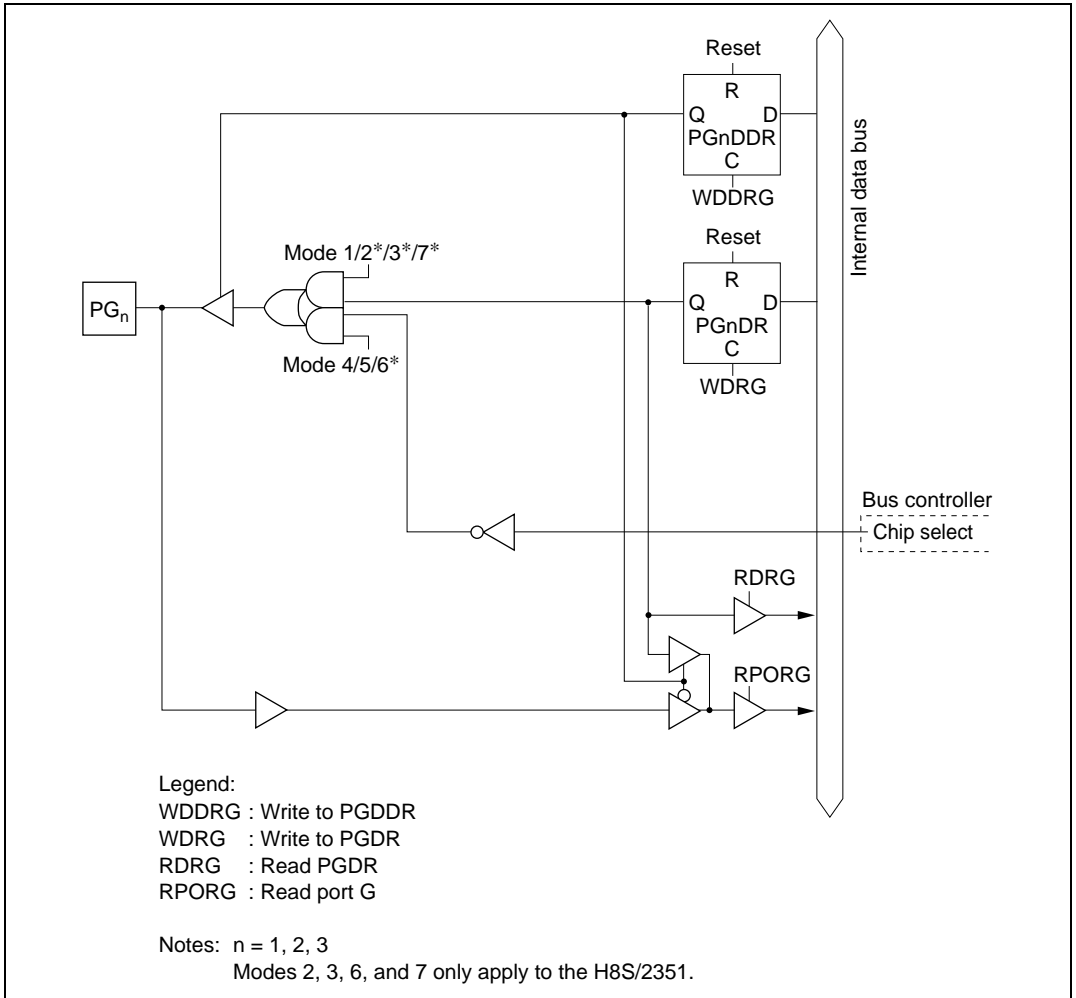 Reset
R
Q D
PGnDDR
C
WDDRG
Internal data bus
Reset
Mode 1/2*/3*/7*
R
Q D
PGnDR
C
WDRG
PGn
Mode 4/5/6*
Bus controller
Chip select
RDRG
RPORG
Legend:
WDDRG : Write to PGDDR
WDRG : Write to PGDR
RDRG : Read PGDR
RPORG : Read port G
Notes: n = 1, 2, 3
Modes 2, 3, 6, and 7 only apply to the H8S/2351.